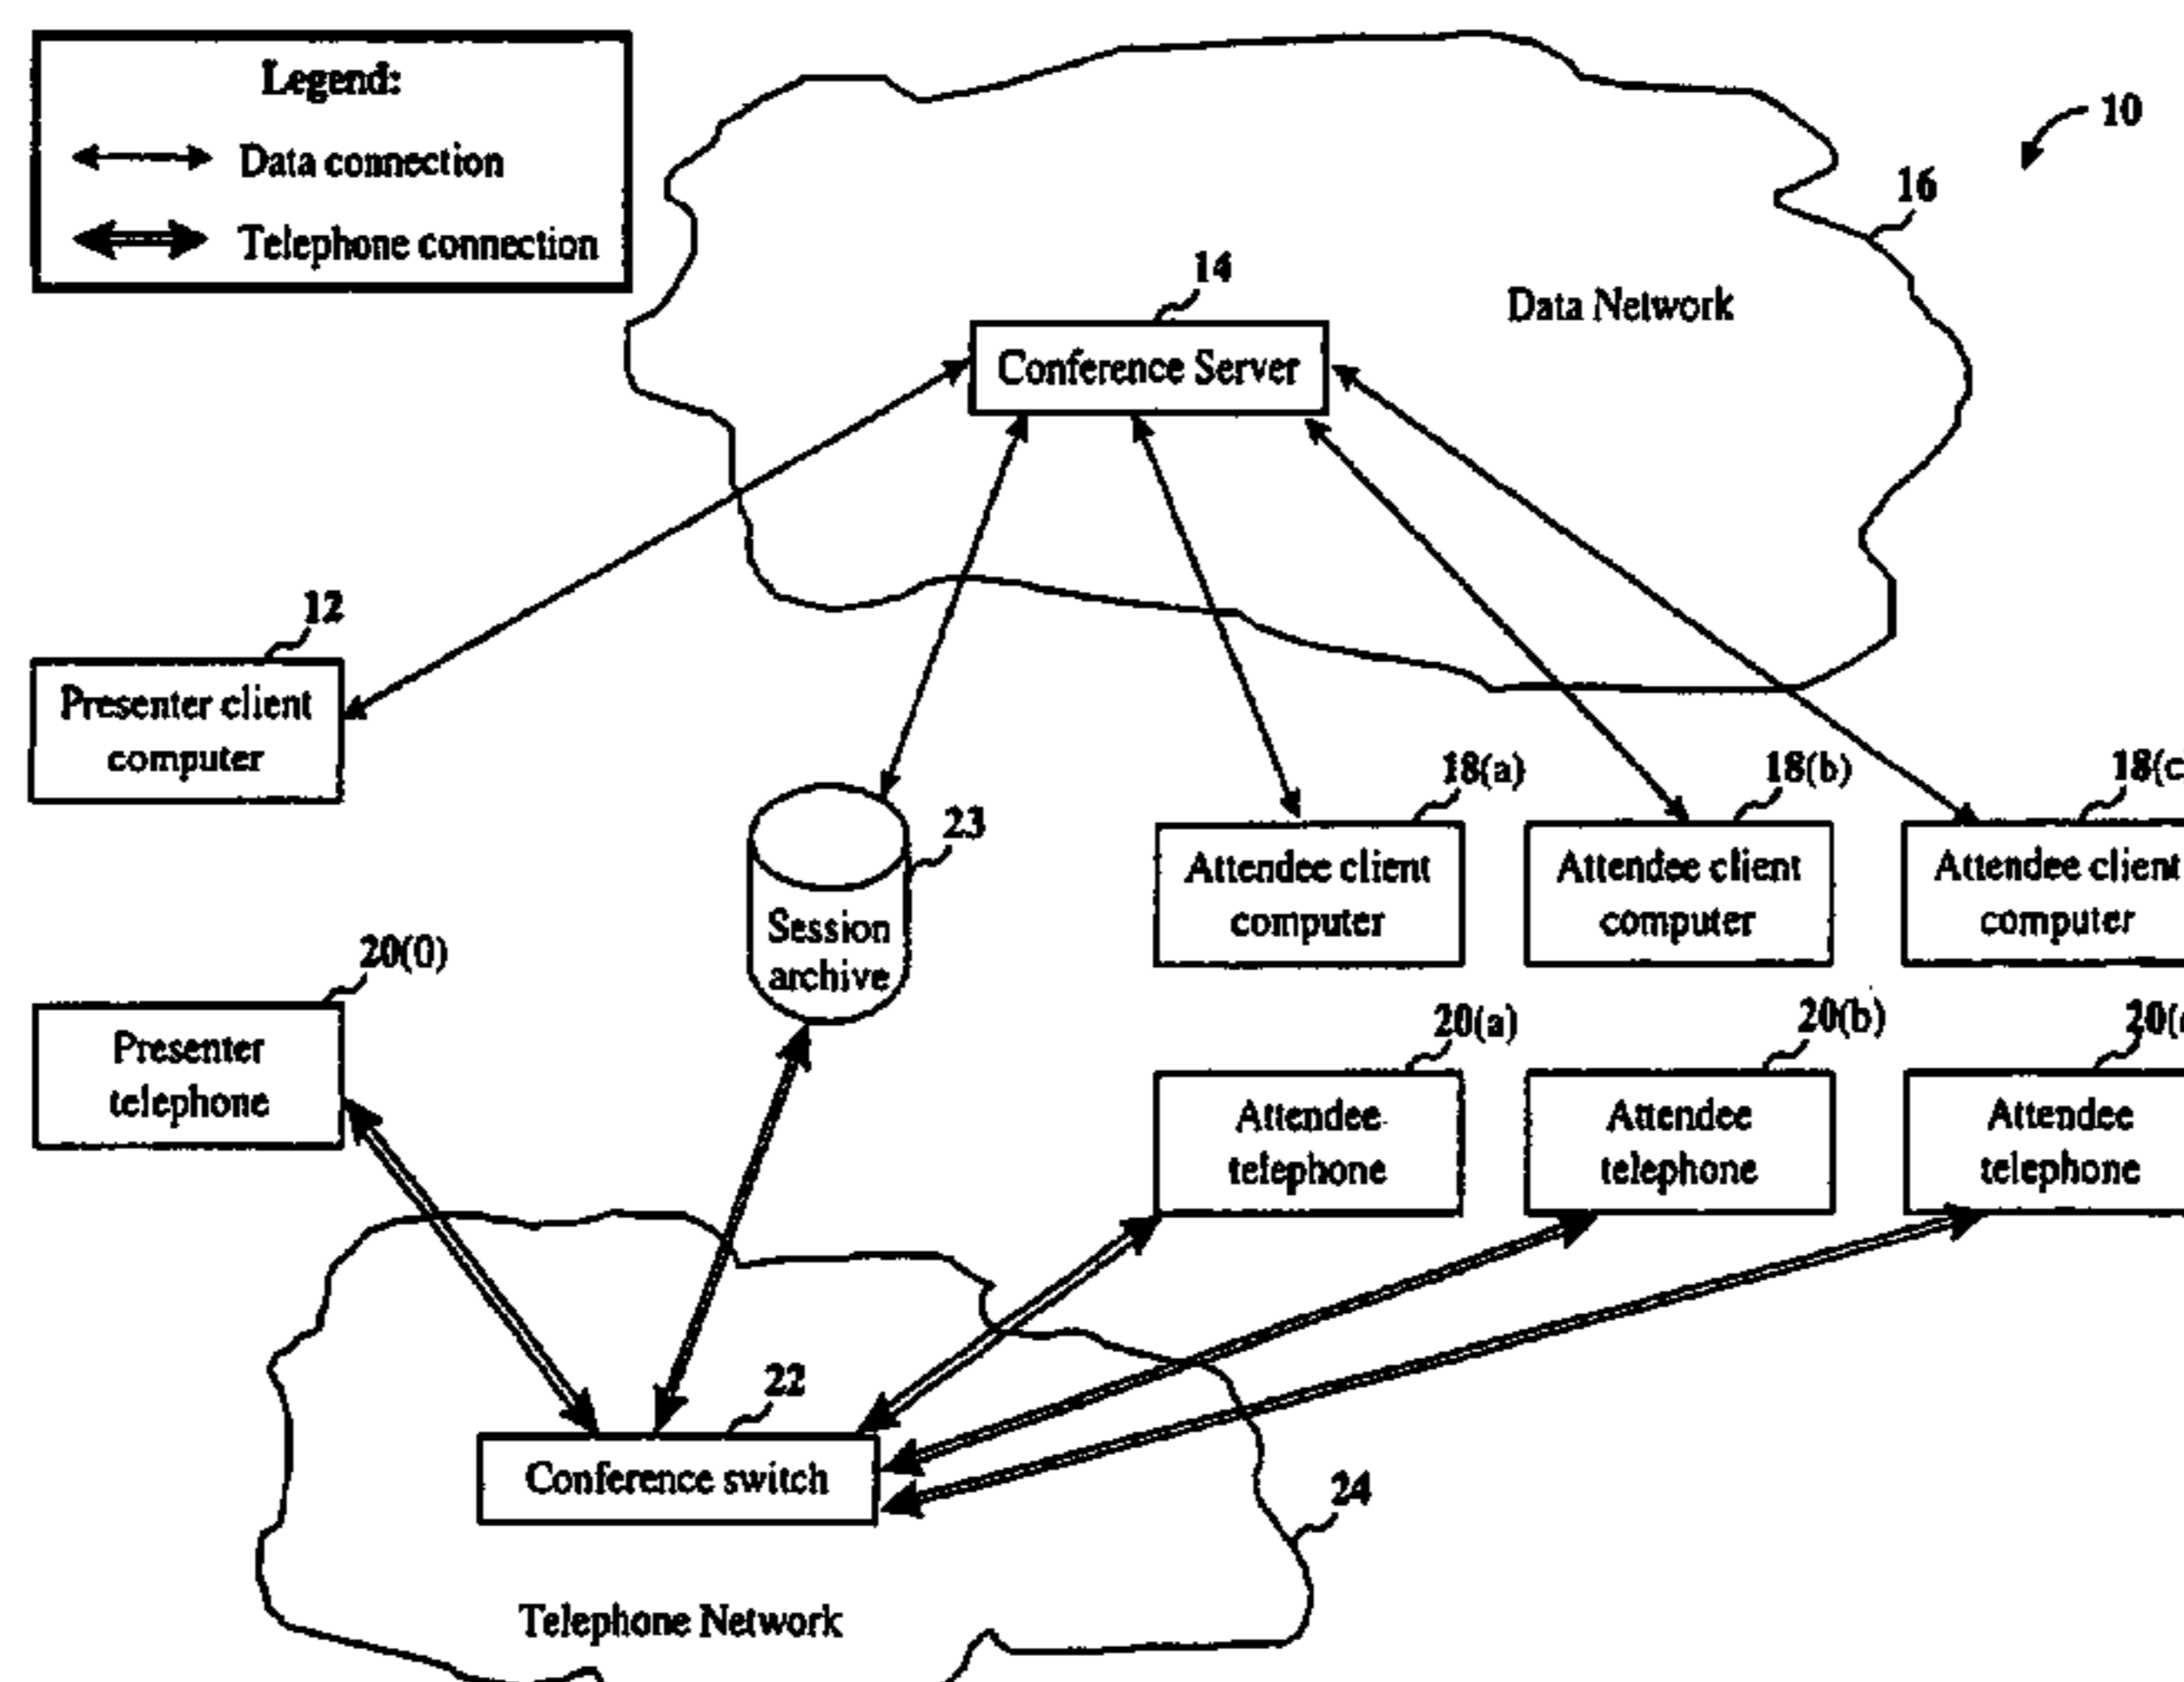 Legend:
Data connection
Telephone connection
10
16
14
Data Network
Conference Server
12
Presenter client
computer
18(a)
18(b)
18(c
23
Attendee client
computer
Attendee client
computer
Attendee client
computer
Session
archive
20(0)
Presenter
telephone
20(a)
20(b)
Attendee
telephone
Attendee
telephone
Attendee
telephone
22
Conference switch
24
Telephone Network